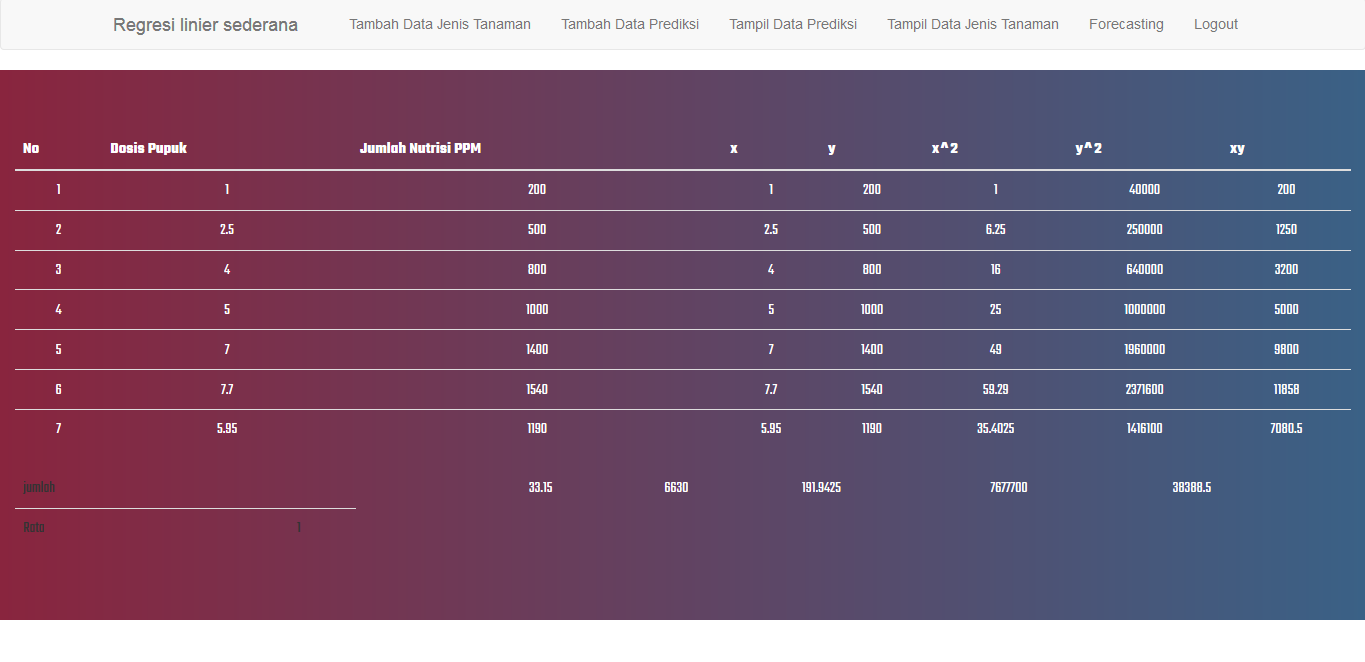 Regresi linier sederana Tambah Data Jenis Tanaman Tambah Data Prediksi Tampil Data Prediksi Tampil Data Jenis Tanaman Forecasting Logout
No Dosis Pupuk Jumlah Nutrisi PPM x y x^2 y^2 xy
1 1 200 1 200 1 40000 200
2 2.5 500 2.5 500 6.25 250000 1250
3 4 800 4 800 16 640000 3200
4 5 1000 5 1000 25 1000000 5000
5 7 1400 7 1400 49 1960000 9800
6 7.7 1540 7.7 1540 59.29 2371600 11858
7 5.95 1190 5.95 1190 35.4025 1416100 7080.5
jumlah 33.15 6630 191.9425 7677700 38388.5
Rata 1